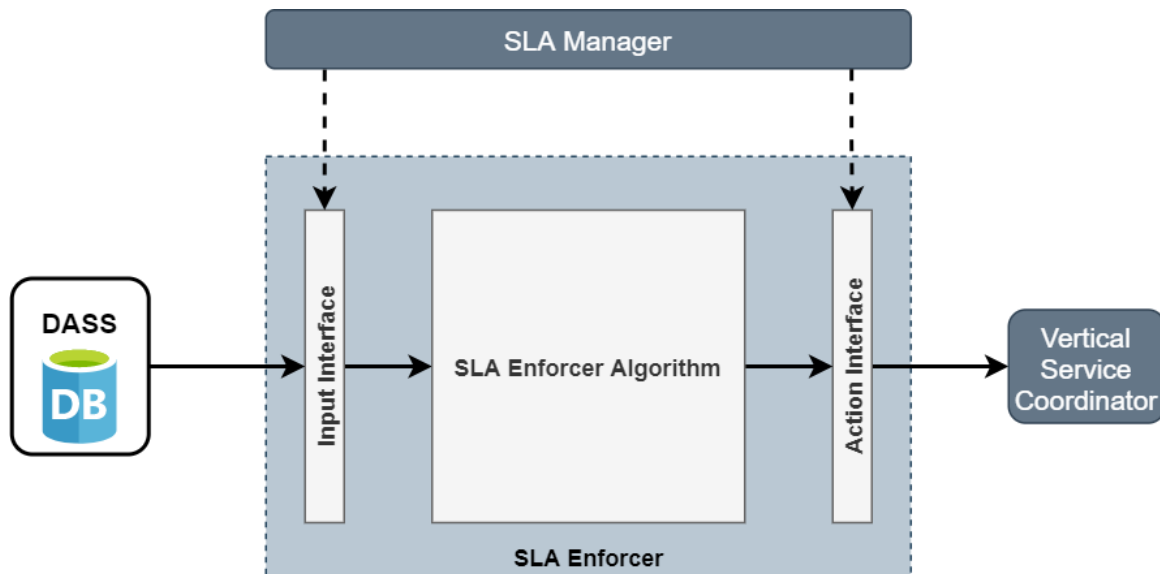 SLA Manager
DASS
DB
Input Interface
SLA Enforcer Algorithm
Action Interface
Vertical
Service
Coordinator
SLA Enforcer